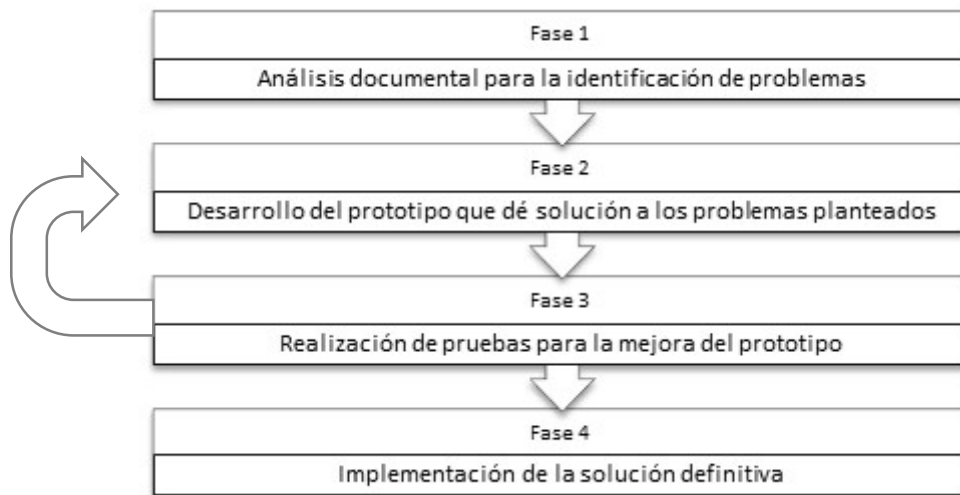 Fase 1
Análisis documental para la identificación de problemas
Fase 2
Desarrollo del prototipo que dé solución a los problemas planteados
Fase 3
Realización de pruebas para la mejora del prototipo
Fase 4
Implementación de la solución definitiva